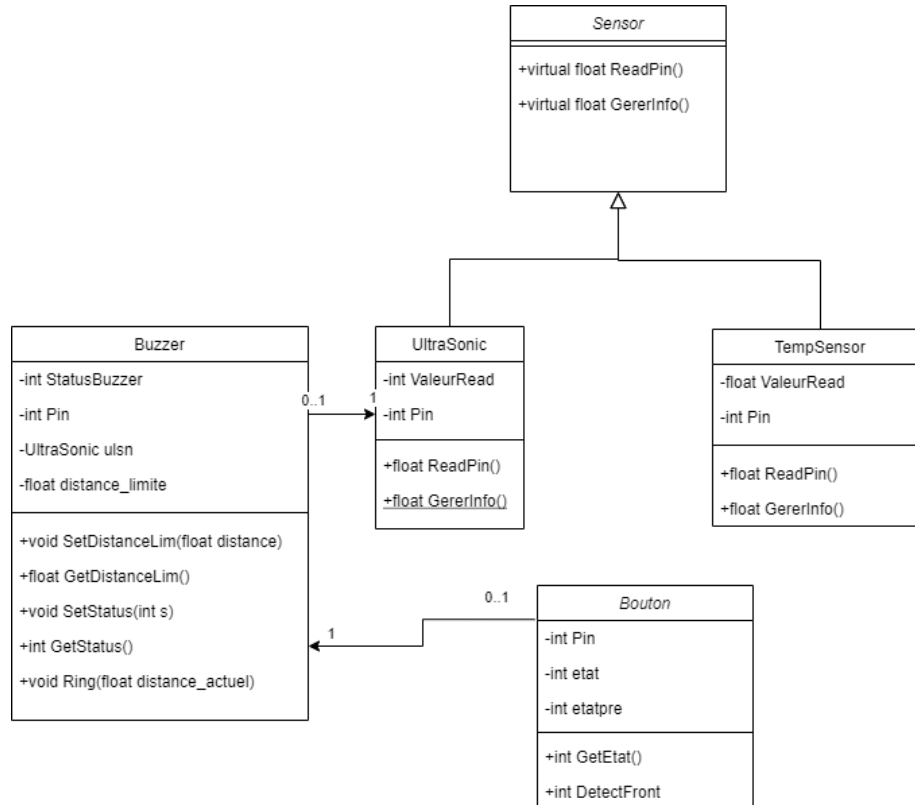 Sensor
+virtual float ReadPin()
+virtual float GererInfo()
Buzzer
-int StatusBuzzer
-int Pin
-UltraSonic ulsn
-float distance_limite
+void SetDistanceLim(float distance)
+float GetDistanceLim()
+void SetStatus(int s)
+int GetStatus()
+void Ring(float distance_actuel)
0..1
1
UltraSonic
-int ValeurRead
-int Pin
+float ReadPin()
+float GererInfo()
TempSensor
-float ValeurRead
-int Pin
+float ReadPin()
+float GererInfo()
1
0..1
Bouton
-int Pin
-int etat
-int etatpre
+int GetEtat()
+int DetectFront